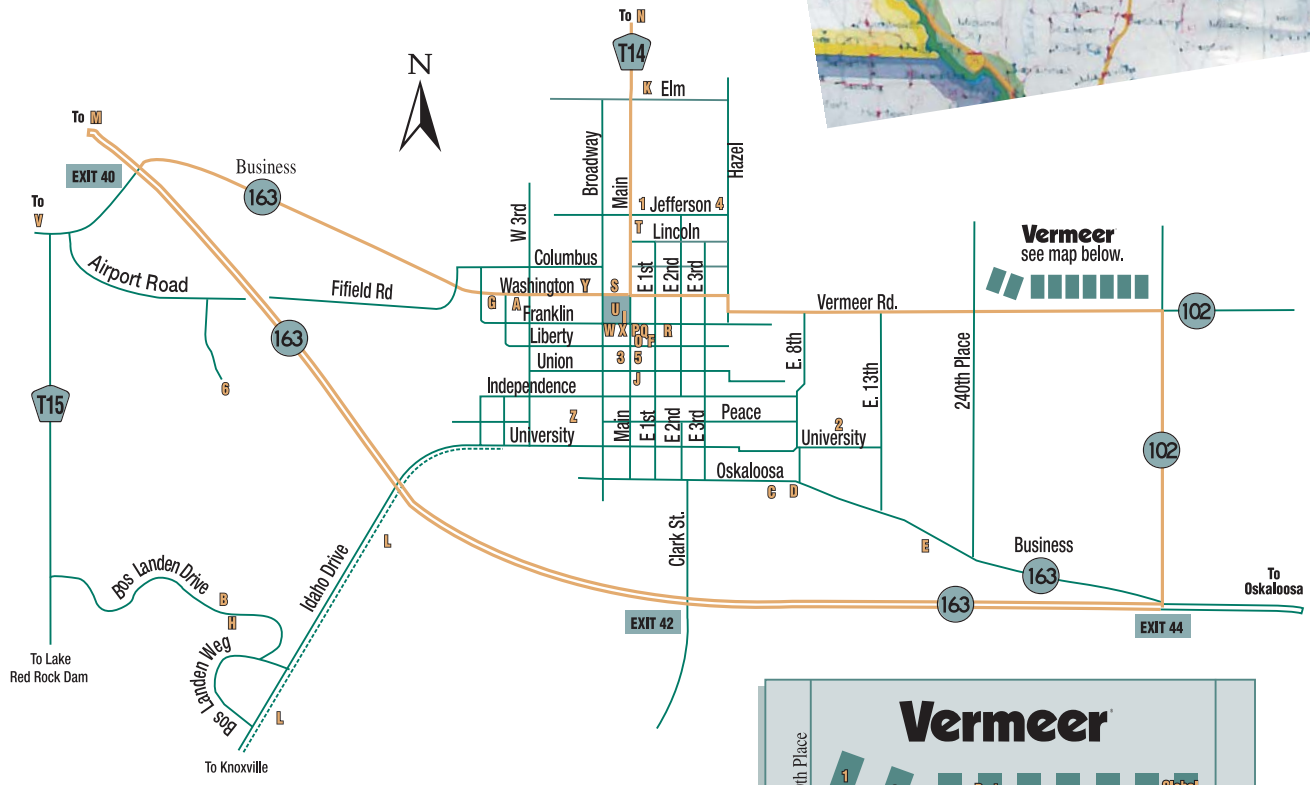 To N
T14
K Elm
N
To M
EXIT 40
Business
163
To
V
Airport Road
Fifield Rd
163
6
T15
Broadway
Main
Hazel
W 3rd
1 Jefferson 4
T Lincoln
Columbus
Washington Y S
E 1st
E 2nd
E 3rd
G A
Franklin
U I
W X P Q R
Liberty
O F
3 5
Union
J
Independence
Z
Main
E 1st
E 2nd
E 3rd
Peace
University
2
University
Oskaloosa
C D
E. 8th
E. 13th
240th Place
Vermeer
see map below.
Vermeer Rd.
102
102
E
Business
163
163
To
Oskaloosa
EXIT 44
Clark St.
EXIT 42
L
Idaho Drive
Bos Landen Drive
B
H
Bos Landen Weg
L
To Lake
Red Rock Dam
To Knoxville
Vermeer
th Place
1